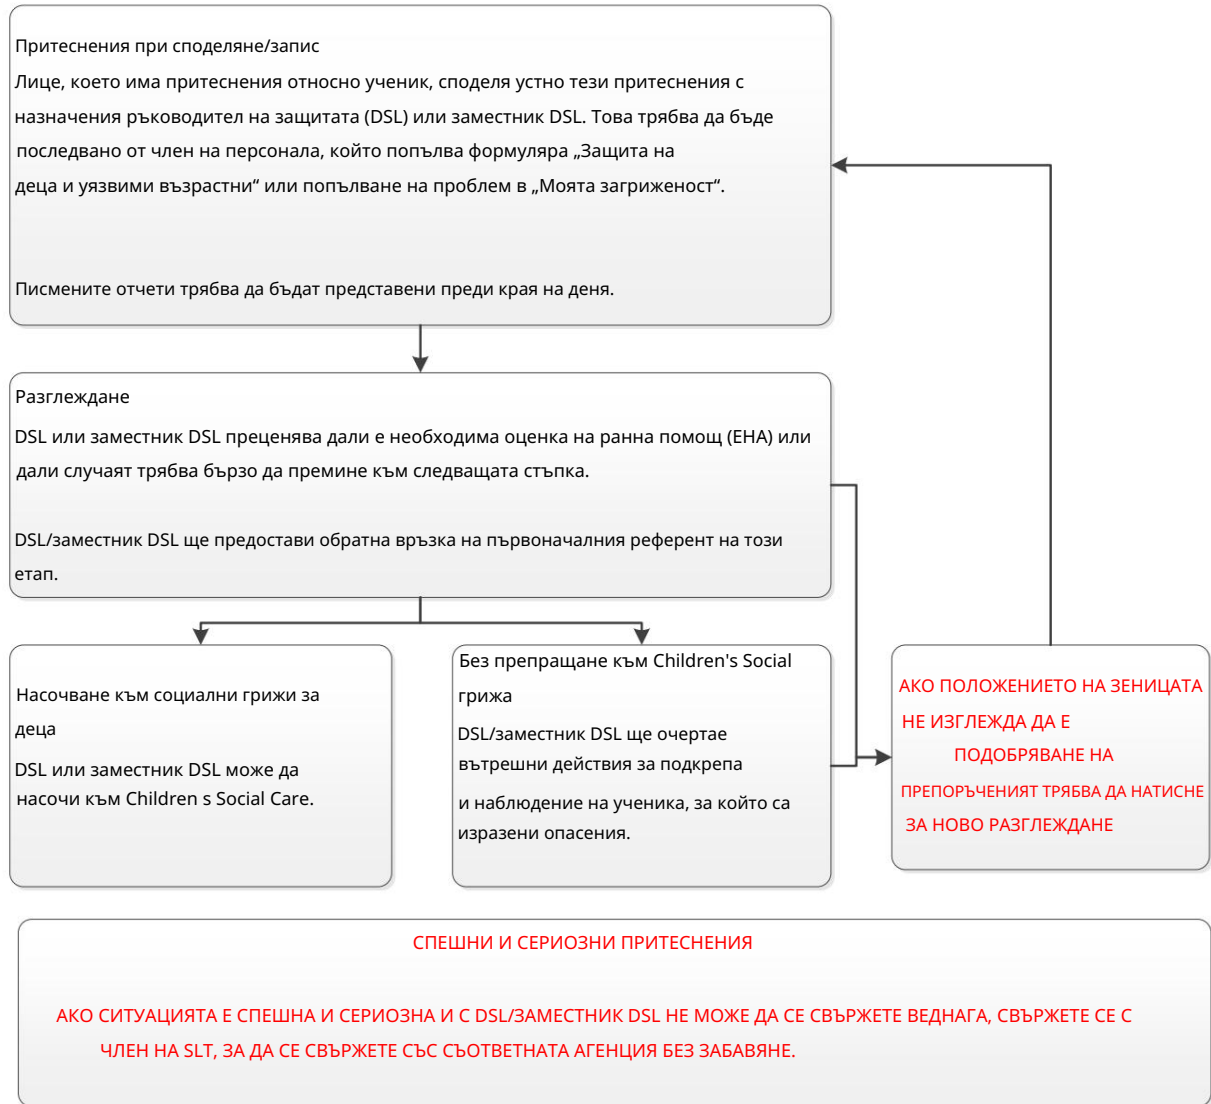 Притеснения при споделяне/запис
Лице, което има притеснения относно ученик, споделя устно тези притеснения с
назначения ръководител на защитата (DSL) или заместник DSL. Това трябва да бъде
последвано от член на персонала, който попълва формуляра „Защита на
деца и уязвими възрастни“ или попълване на проблем в „Моята загриженост“.
Писмените отчети трябва да бъдат представени преди края на деня.
Разглеждане
DSL или заместник DSL преценява дали е необходима оценка на ранна помощ (EHA) или
дали случаят трябва бързо да премине към следващата стъпка.
DSL/заместник DSL ще предостави обратна връзка на първоначалния референт на този
етап.
Насочване към социални грижи за
деца
DSL или заместник DSL може да
насочи към Children s Social Care.
Без препращане към Children's Social
грижа
DSL/заместник DSL ще очертае
вътрешни действия за подкрепа
и наблюдение на ученика, за който са
изразени опасения.
АКО ПОЛОЖЕНИЕТО НА ЗЕНИЦАТА
НЕ ИЗГЛЕЖДА ДА Е
ПОДОБРЯВАНЕ НА
ПРЕПОРЪЧЕНИЯТ ТРЯБВА ДА НАТИСНЕ
ЗА НОВО РАЗГЛЕЖДАНЕ
СПЕШНИ И СЕРИОЗНИ ПРИТЕСНЕНИЯ
АКО СИТУАЦИЯТА Е СПЕШНА И СЕРИОЗНА И С DSL/ЗАМЕСТНИК DSL НЕ МОЖЕ ДА СЕ СВЪРЖЕТЕ ВЕДНАГА, СВЪРЖЕТЕ СЕ С
ЧЛЕН НА SLT, ЗА ДА СЕ СВЪРЖЕТЕ СЪС СЪОТВЕТНАТА АГЕНЦИЯ БЕЗ ЗАБАВЯНЕ.